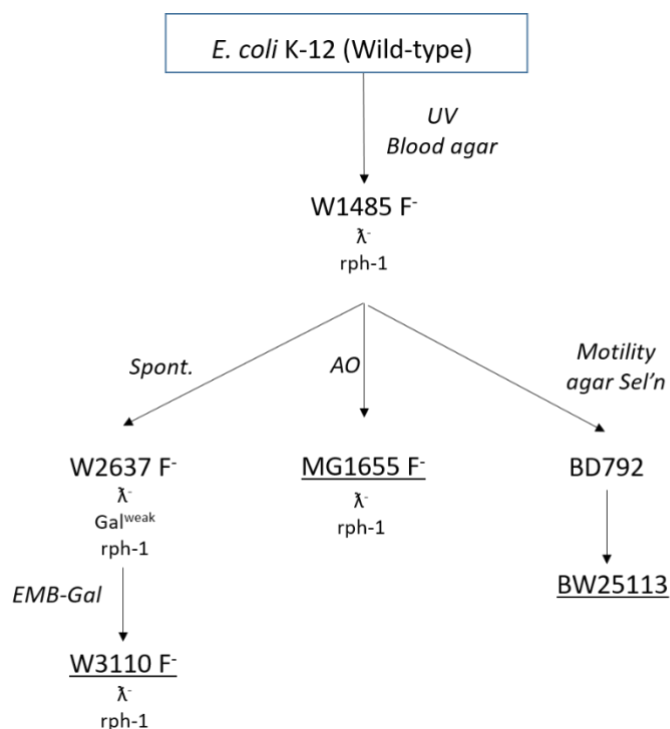 E. coli K-12 (Wild-type)
UV
Blood agar
W1485 F⁻
ƛ⁻
rph-1
Spont.
AO
Motility
agar Sel’n
W2637 F⁻
ƛ⁻
Galʷᵉᵃᵏ
rph-1
MG1655 F⁻
ƛ⁻
rph-1
BD792
BW25113
EMB-Gal
W3110 F⁻
ƛ⁻
rph-1